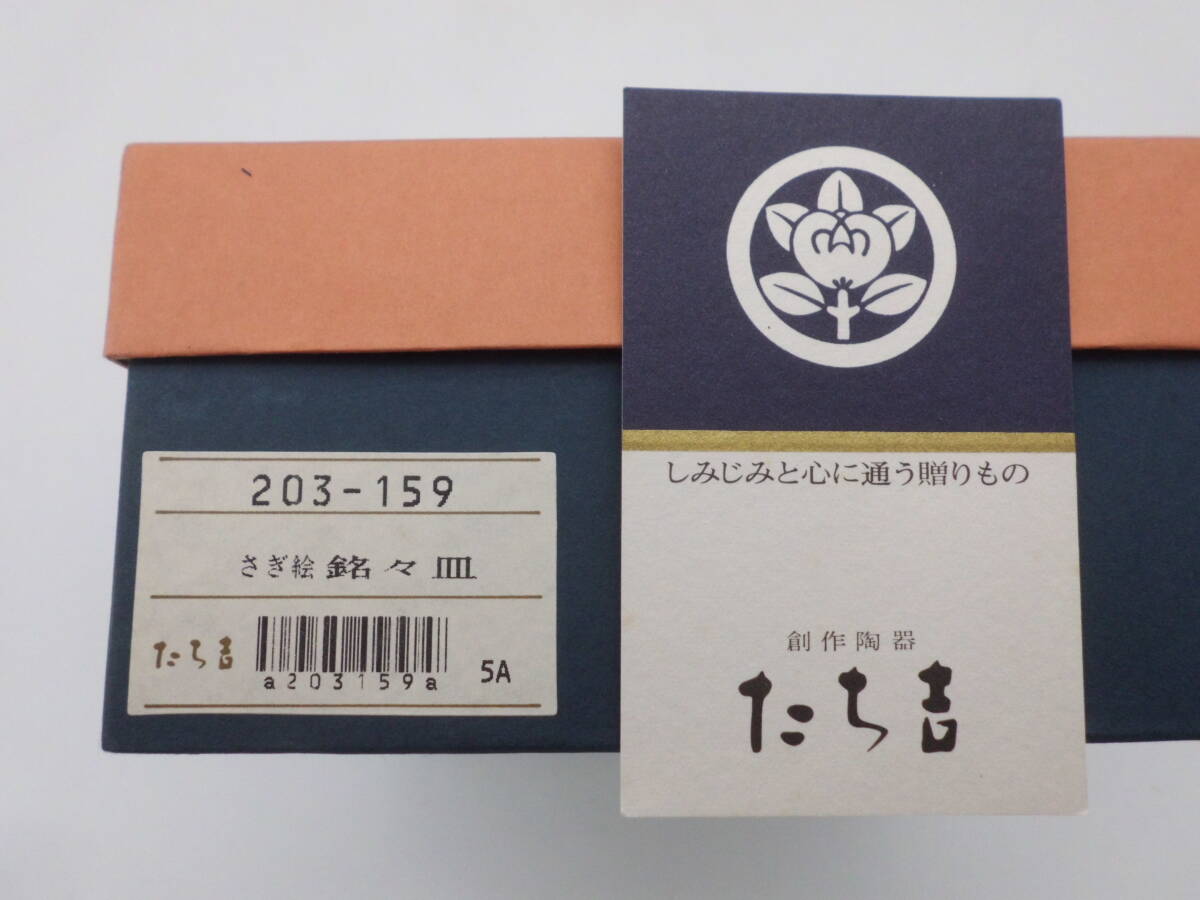 203-159
さぎ絵 銘々皿
たち吉
a203159a
5A
しみじみと心に通う贈りもの
創作陶器
たち吉